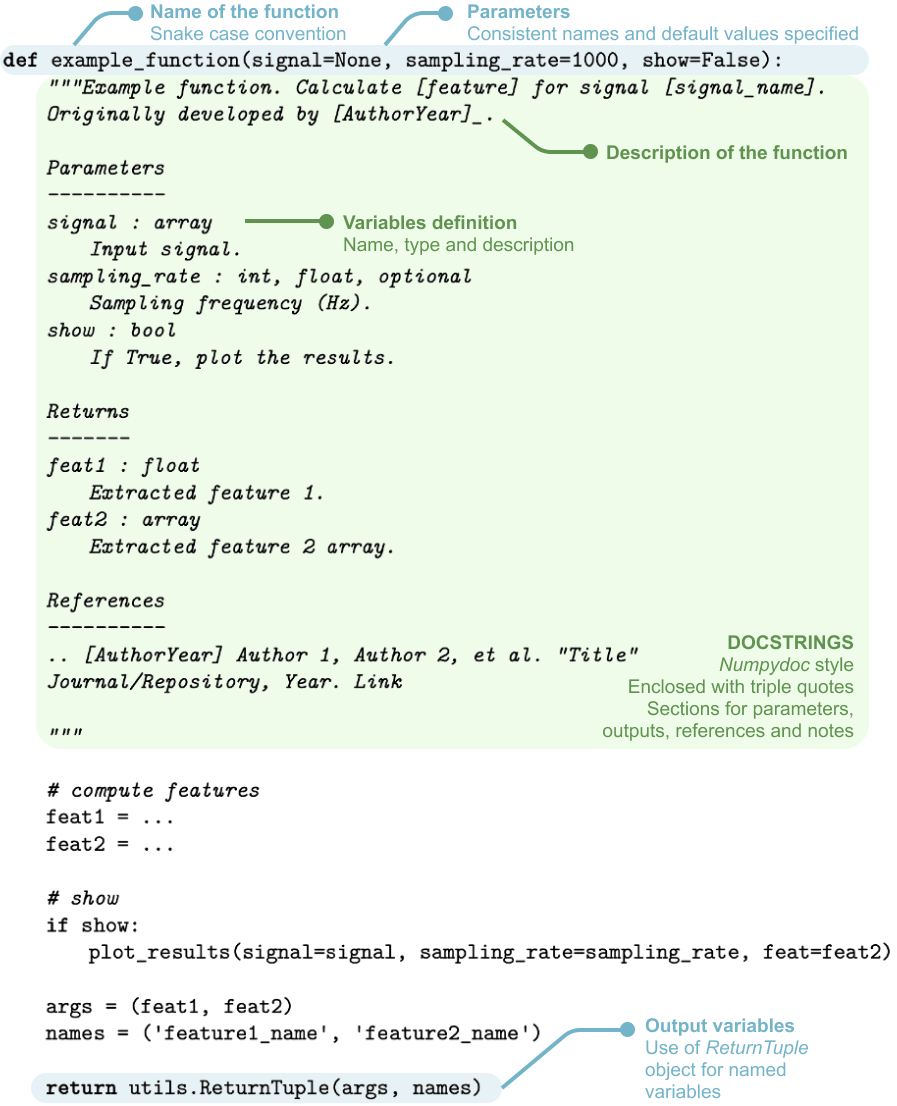 Name of the function
Snake case convention
Parameters
Consistent names and default values specified
def example_function(signal=None, sampling_rate=1000, show=False):
"""Example function. Calculate [feature] for signal [signal_name].
Originally developed by [AuthorYear]_.
Description of the function
Parameters
----------
signal : array
Variables definition
Name, type and description
Input signal.
sampling_rate : int, float, optional
Sampling frequency (Hz).
show : bool
If True, plot the results.
Returns
-------
feat1 : float
Extracted feature 1.
feat2 : array
Extracted feature 2 array.
References
----------
.. [AuthorYear] Author 1, Author 2, et al. "Title"
Journal/Repository, Year. Link
"""
DOCSTRINGS
Numpydoc style
Enclosed with triple quotes
Sections for parameters,
outputs, references and notes
# compute features
feat1 = ...
feat2 = ...
# show
if show:
plot_results(signal=signal, sampling_rate=sampling_rate, feat=feat2)
args = (feat1, feat2)
names = ('feature1_name', 'feature2_name')
return utils.ReturnTuple(args, names)
Output variables
Use of ReturnTuple
object for named
variables